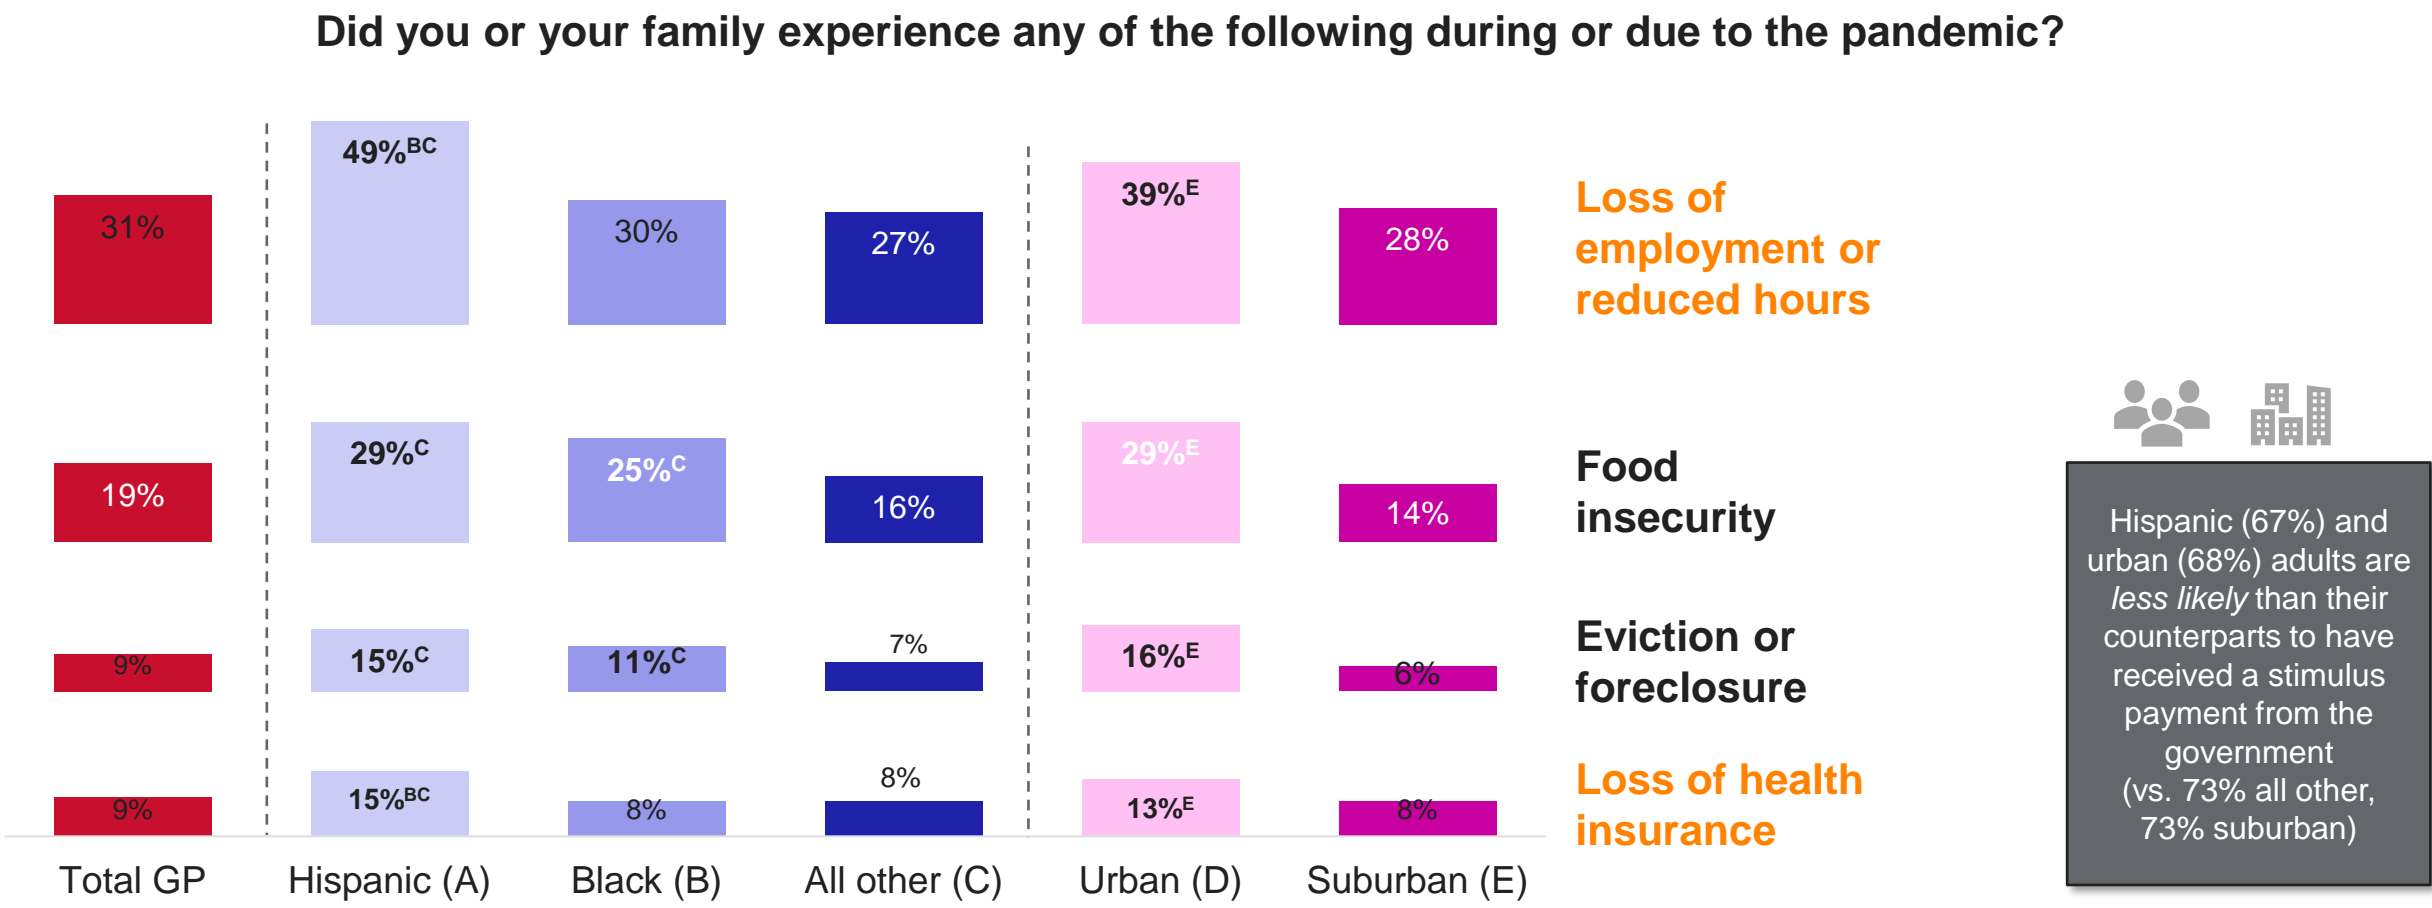 Did you or your family experience any of the following during or due to the pandemic?
31%
49%BC
30%
27%
39%E
28%
Loss of
employment or
reduced hours
19%
29%C
25%C
16%
29%E
14%
Food
insecurity
9%
15%C
11%C
7%
16%E
6%
Eviction or
foreclosure
9%
15%BC
8%
8%
13%E
8%
Loss of health
insurance
Total GP
Hispanic (A)
Black (B)
All other (C)
Urban (D)
Suburban (E)
Hispanic (67%) and
urban (68%) adults are
less likely than their
counterparts to have
received a stimulus
payment from the
government
(vs. 73% all other,
73% suburban)